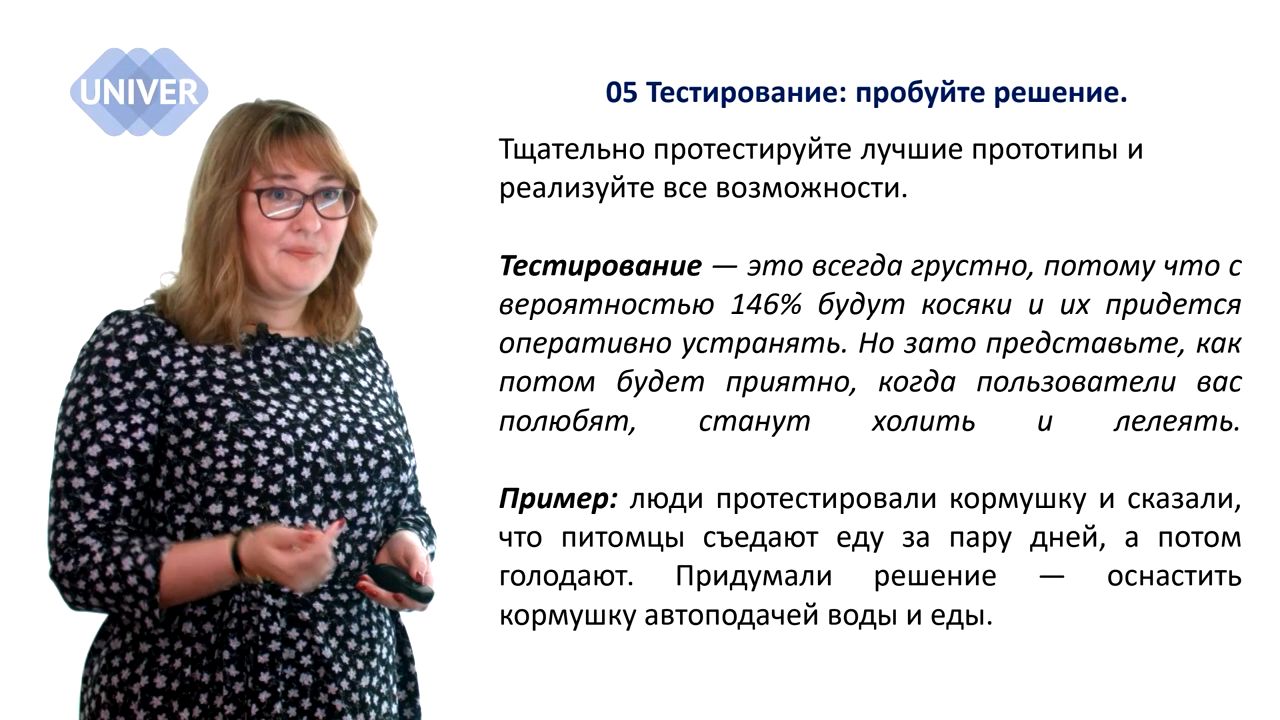 UNIVER
05 Тестирование: пробуйте решение.
Тщательно протестируйте лучшие прототипы и
реализуйте все возможности.
Тестирование — это всегда грустно, потому что с
вероятностью 146% будут косяки и их придется
оперативно устранять. Но зато представьте, как
потом будет приятно, когда пользователи вас
полюбят, станут холить и лелеять.
Пример: люди протестировали кормушку и сказали,
что питомцы съедают еду за пару дней, а потом
голодают. Придумали решение — оснастить
кормушку автоподачей воды и еды.